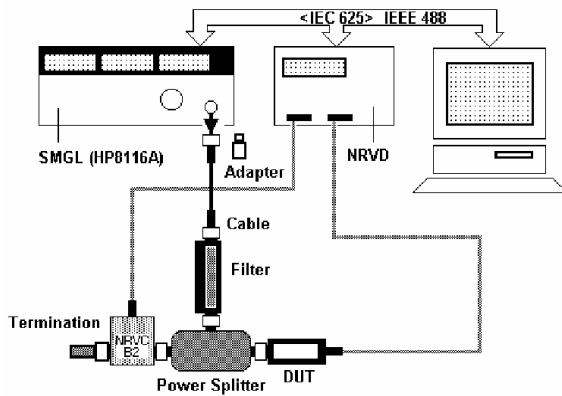 <IEC 625> IEEE 488
SMGL (HP8116A)
Adapter
NRVD
Cable
Filter
Termination
NRVC
B2
Power Splitter
DUT